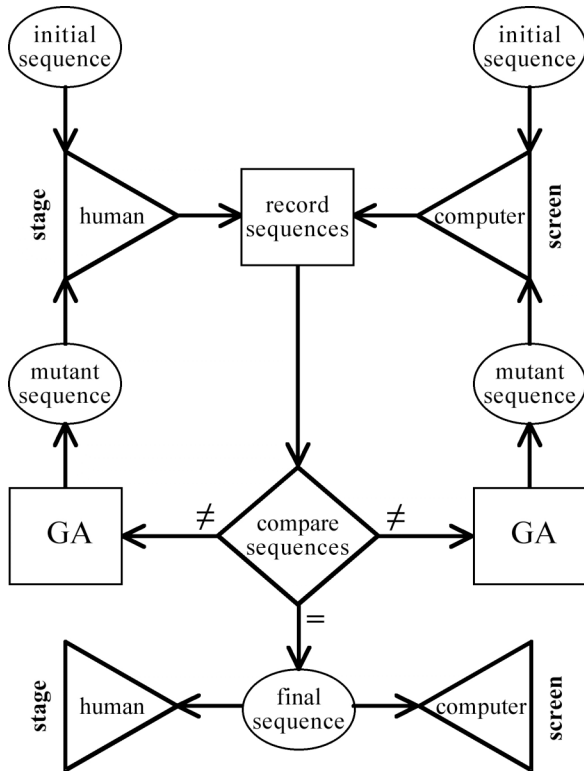 initial
sequence
initial
sequence
stage
human
record
sequences
computer
screen
mutant
sequence
mutant
sequence
GA
≠
compare
sequences
≠
GA
=
stage
human
final
sequence
computer
screen